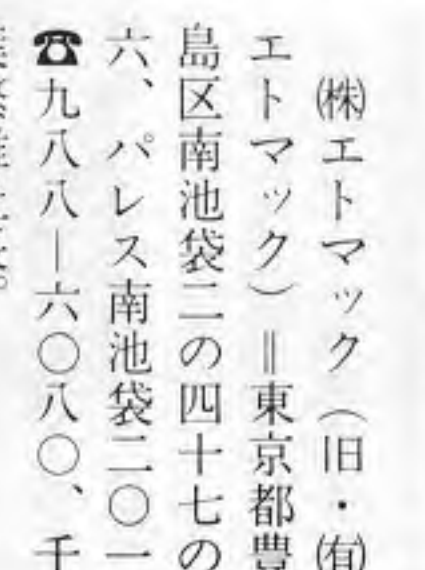 ㈱エトマック（旧・㈲
エトマック）＝東京都豊
島区南池袋二の四十七の
六、パレス南池袋二〇一
☎九八八―六〇八〇、千